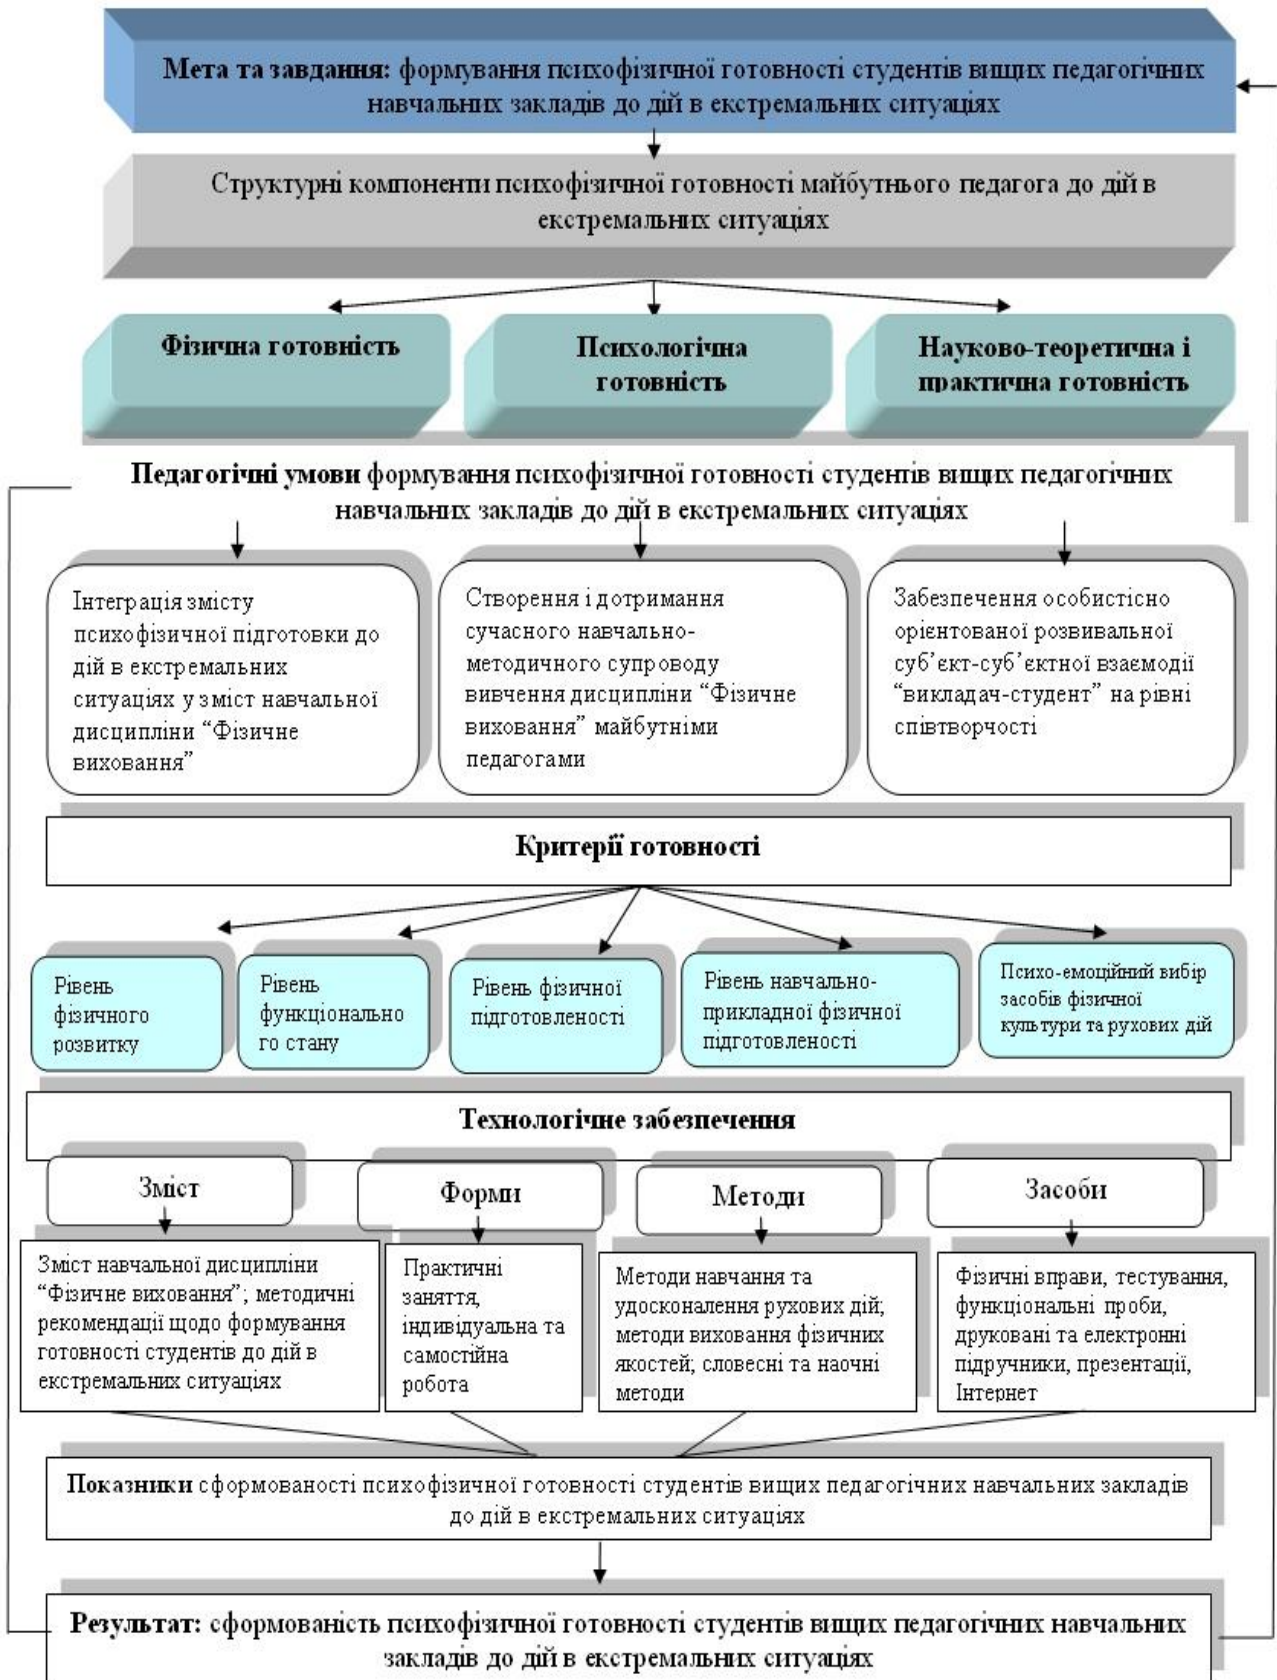 Мета та завдання: формування психофізичної готовності студентів вищих педагогічних
навчальних закладів до дій в екстремальних ситуаціях
Структурні компоненти психофізичної готовності майбутнього педагога до дій в
екстремальних ситуаціях
Фізична готовність
Психологічна
готовність
Науково-теоретична і
практична готовність
Педагогічні умови формування психофізичної готовності студентів вищих педагогічних
навчальних закладів до дій в екстремальних ситуаціях
Інтеграція змісту
психофізичної підготовки до
дій в екстремальних
ситуаціях у зміст навчальної
дисципліни “Фізичне
виховання”
Створення і дотримання
сучасного навчально-
методичного супроводу
вивчення дисципліни “Фізичне
виховання” майбутніми
педагогами
Забезпечення особистісно
орієнтованої розвивальної
суб’єкт-суб’єктної взаємодії
“викладач-студент” на рівні
співтворчості
Критерії готовності
Рівень
фізичного
розвитку
Рівень
функціонально
го стану
Рівень фізичної
підготовленості
Рівень навчально-
прикладної фізичної
підготовленості
Психо-емоційний вибір
засобів фізичної
культури та рухових дій
Технологічне забезпечення
Зміст
Форми
Методи
Засоби
Зміст навчальної дисципліни
“Фізичне виховання”; методичні
рекомендації щодо формування
готовності студентів до дій в
екстремальних ситуаціях
Практичні
заняття,
індивідуальна та
самостійна
робота
Методи навчання та
удосконалення рухових дій;
методи виховання фізичних
якостей; словесні та наочні
методи
Фізичні вправи, тестування,
функціональні проби,
друковані та електронні
підручники, презентації,
Інтернет
Показники сформованості психофізичної готовності студентів вищих педагогічних навчальних закладів
до дій в екстремальних ситуаціях
Результат: сформованість психофізичної готовності студентів вищих педагогічних навчальних
закладів до дій в екстремальних ситуаціях